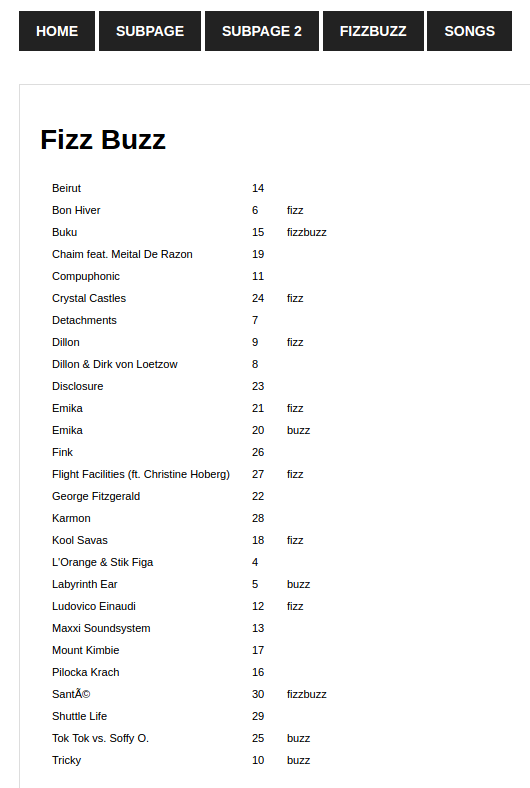 HOME SUBPAGE SUBPAGE 2 FIZZBUZZ SONGS
Fizz Buzz
Beirut 14
Bon Hiver 6 fizz
Buku 15 fizzbuzz
Chaim feat. Meital De Razon 19
Compuphonic 11
Crystal Castles 24 fizz
Detachments 7
Dillon 9 fizz
Dillon & Dirk von Loetzow 8
Disclosure 23
Emika 21 fizz
Emika 20 buzz
Fink 26
Flight Facilities (ft. Christine Hoberg) 27 fizz
George Fitzgerald 22
Karmon 28
Kool Savas 18 fizz
L'Orange & Stik Figa 4
Labyrinth Ear 5 buzz
Ludovico Einaudi 12 fizz
Maxxi Soundsystem 13
Mount Kimbie 17
Pilocka Krach 16
SantÃ© 30 fizzbuzz
Shuttle Life 29
Tok Tok vs. Soffy O. 25 buzz
Tricky 10 buzz